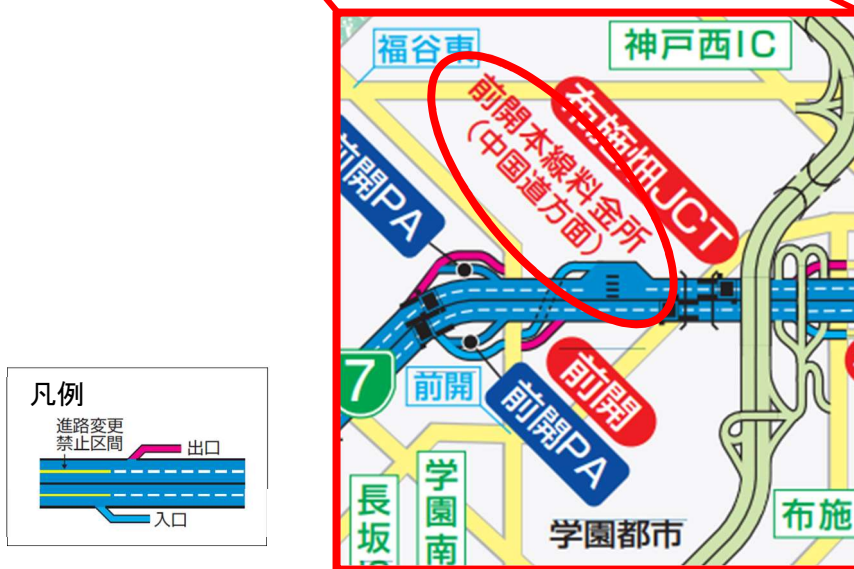 福谷東
神戸西IC
前開本線料金所
(中国道方面)
布施畑JCT
前開PA
7
前開
前開
前開PA
長坂
学園南
学園都市
布施
凡例
進路変更
禁止区間
出口
入口